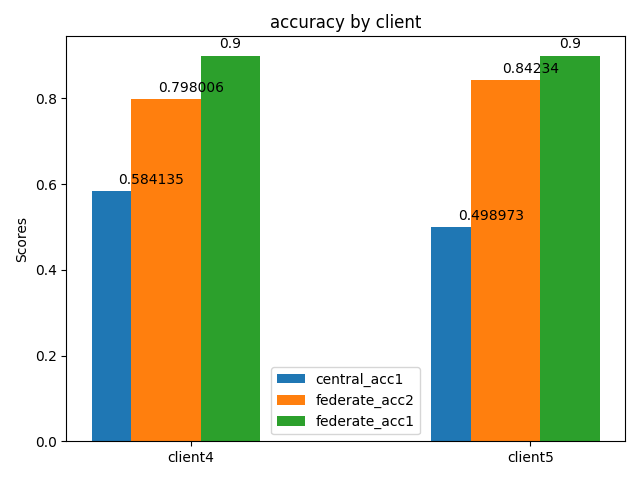 accuracy by client
0.9
0.9
0.84234
0.798006
0.584135
0.498973
Scores
0.8
0.6
0.4
0.2
0.0
central_acc1
federate_acc2
federate_acc1
client4
client5